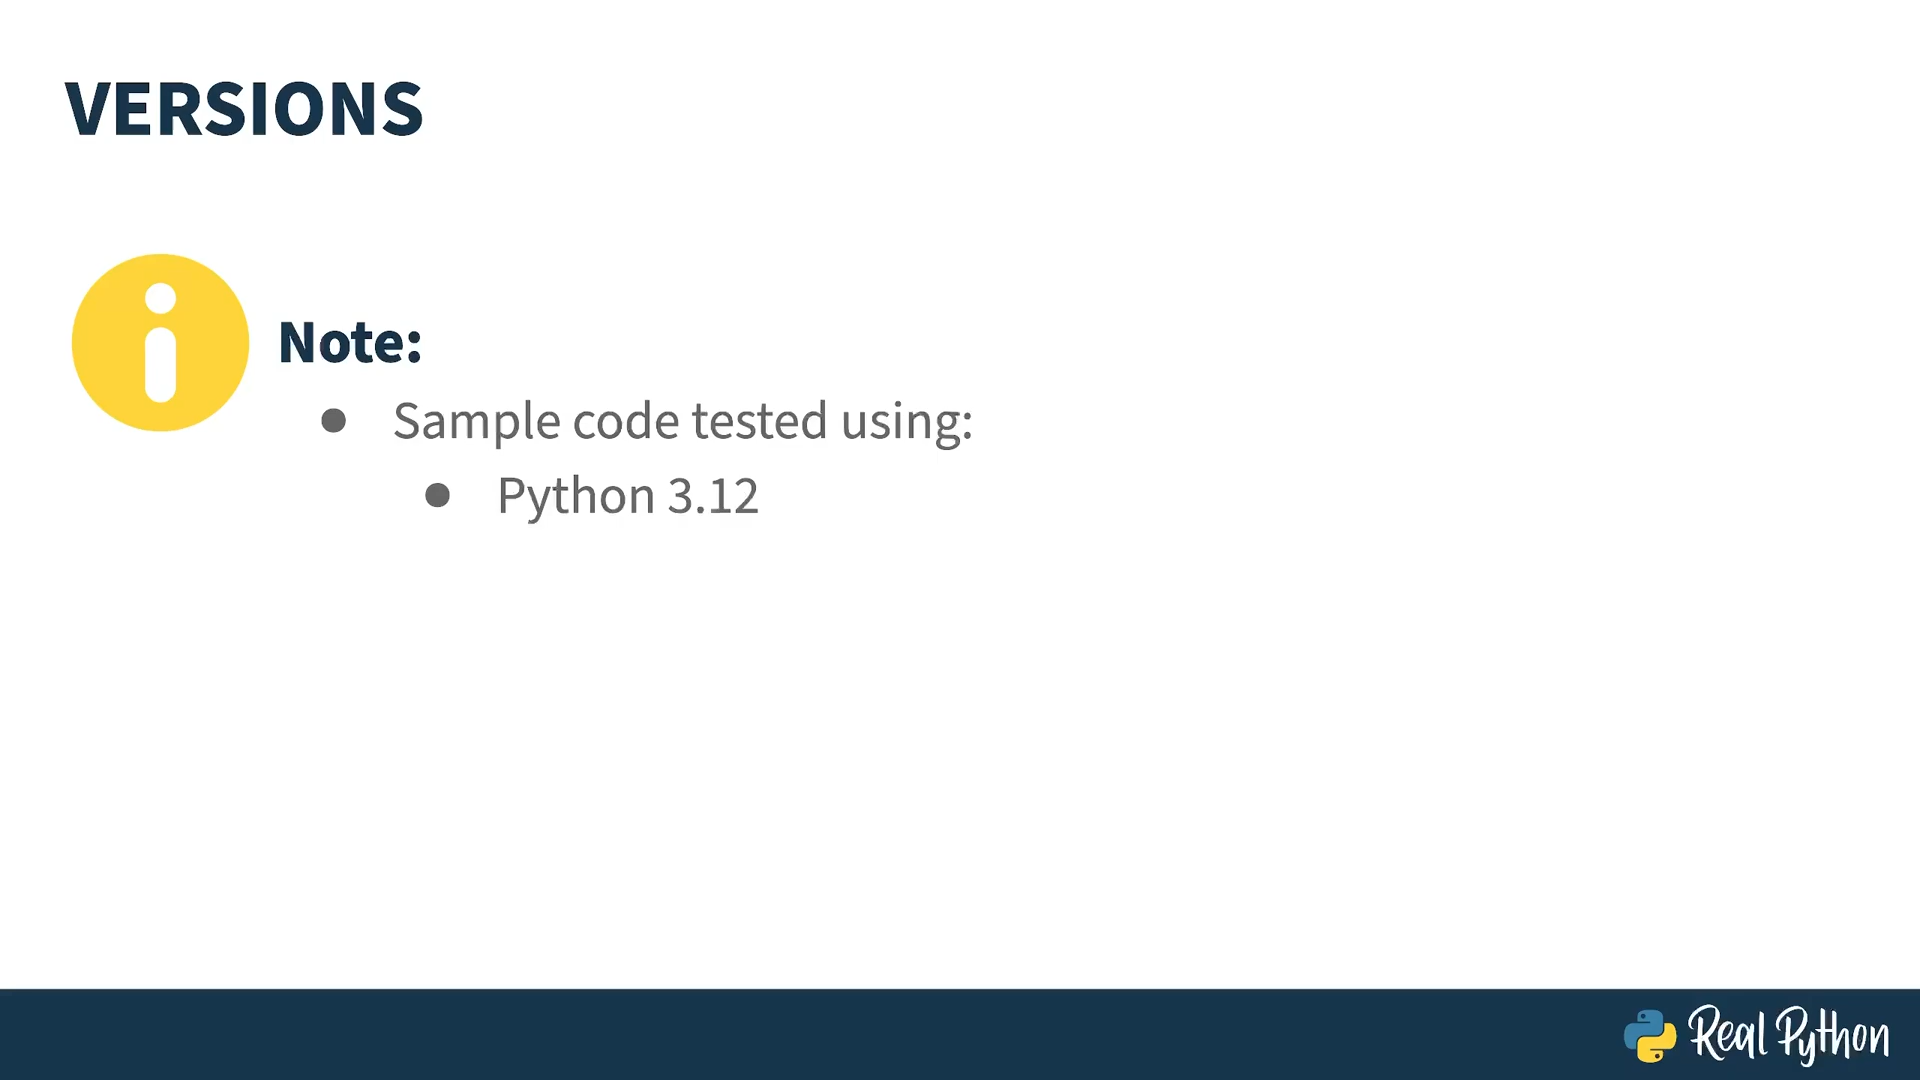 VERSIONS
Note:
● Sample code tested using:
● Python 3.12
Real Python